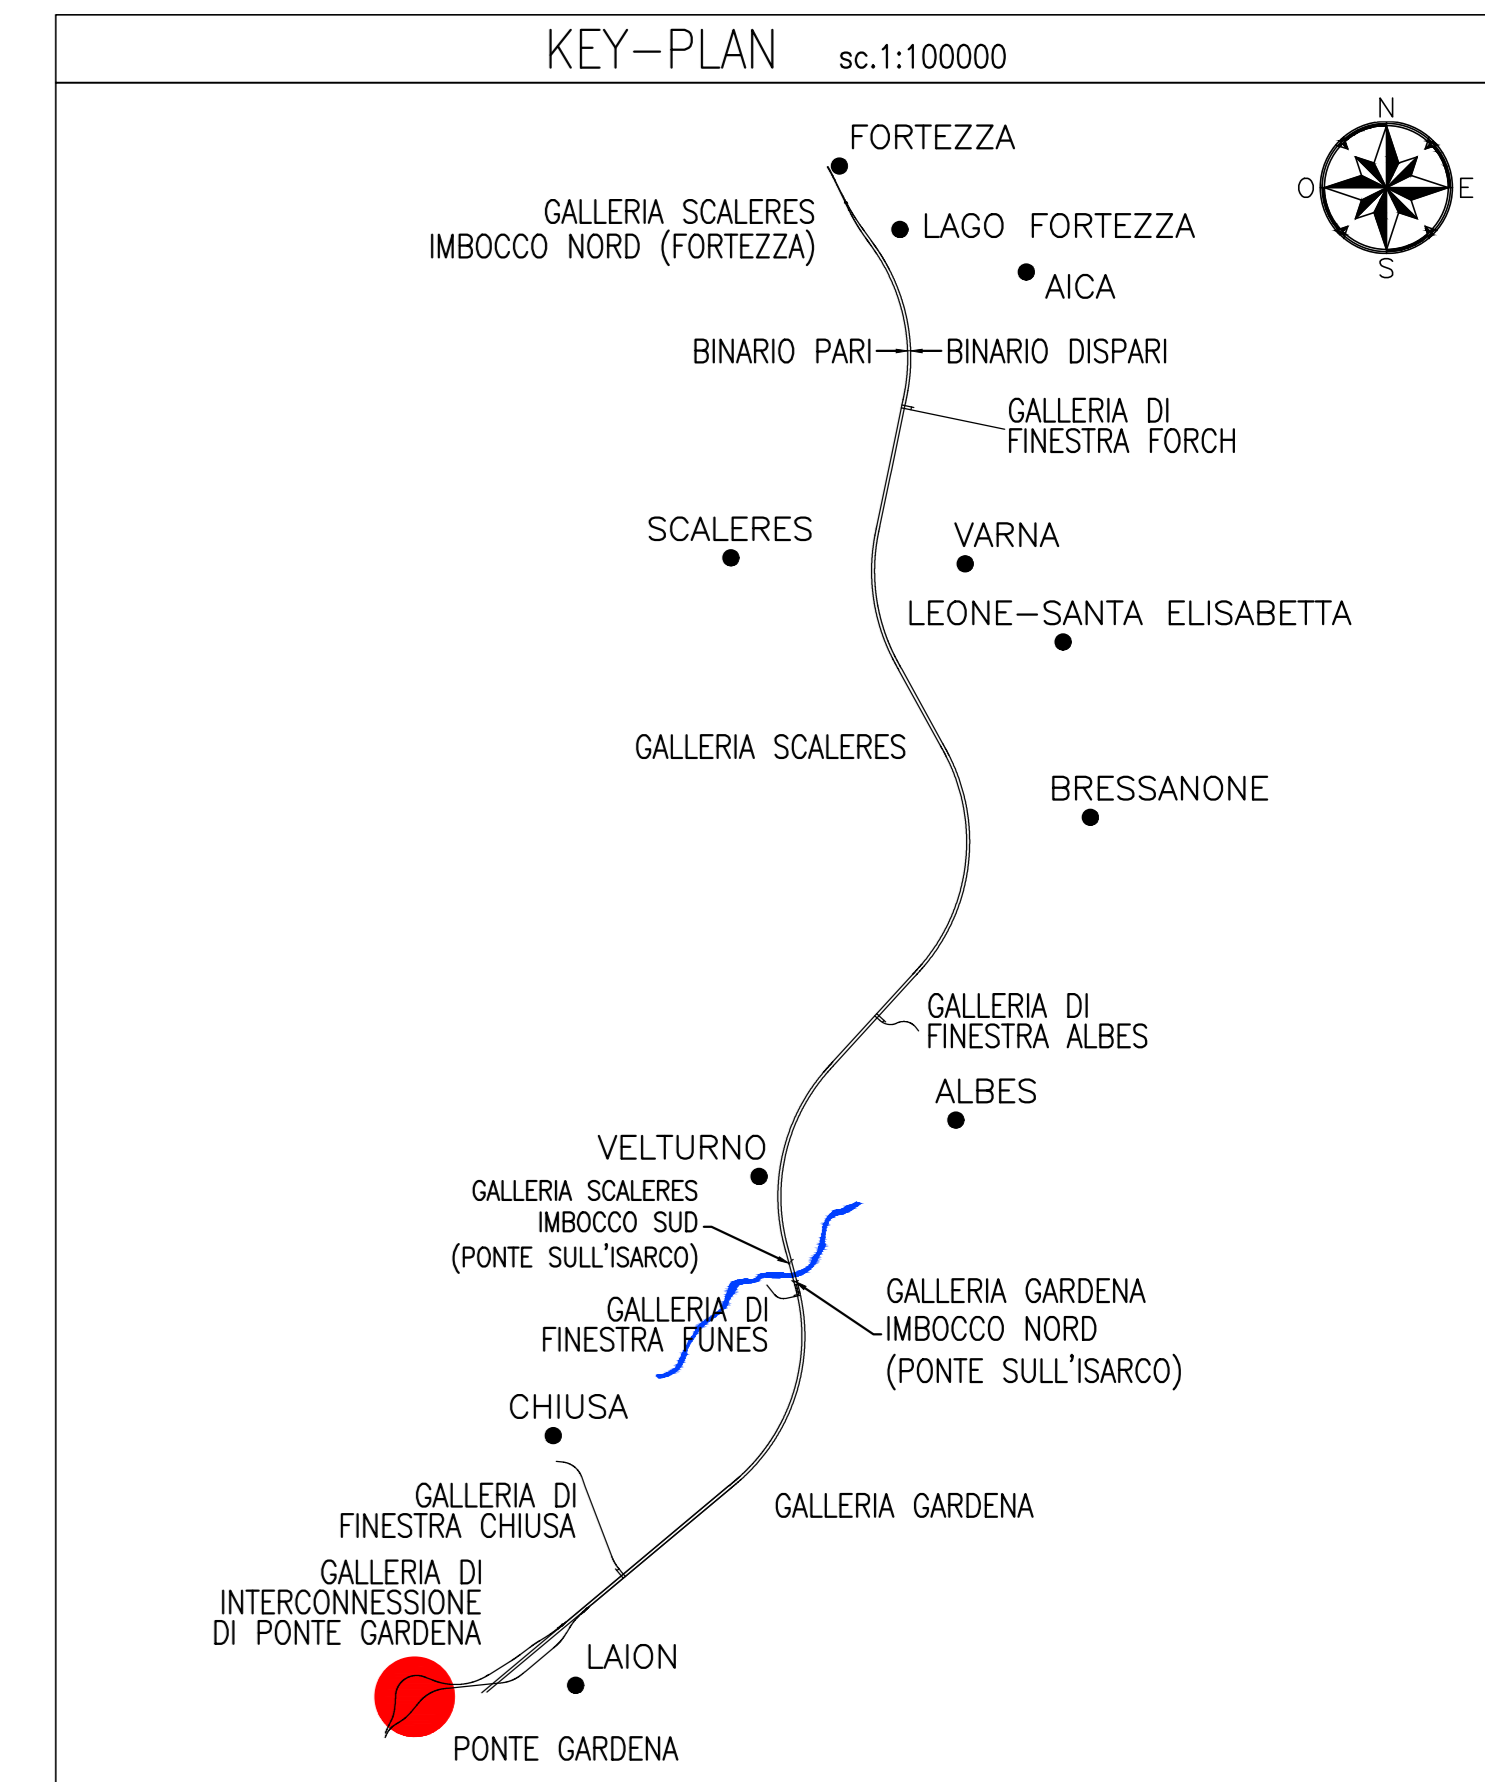 KEY-PLAN sc.1:100000
N
O
E
S
FORTEZZA
GALLERIA SCALERES
IMBOCCO NORD (FORTEZZA)
LAGO FORTEZZA
AICA
BINARIO PARI
BINARIO DISPARI
GALLERIA DI
FINESTRA FORCH
SCALERES
VARNA
LEONE-SANTA ELISABETTA
GALLERIA SCALERES
BRESSANONE
GALLERIA DI
FINESTRA ALBES
ALBES
VELTURNO
GALLERIA SCALERES
IMBOCCO SUD
(PONTE SULL'ISARCO)
GALLERIA DI
FINESTRA FUNES
GALLERIA GARDENA
IMBOCCO NORD
(PONTE SULL'ISARCO)
CHIUSA
GALLERIA DI
FINESTRA CHIUSA
GALLERIA GARDENA
GALLERIA DI
INTERCONNESSIONE
DI PONTE GARDENA
LAION
PONTE GARDENA